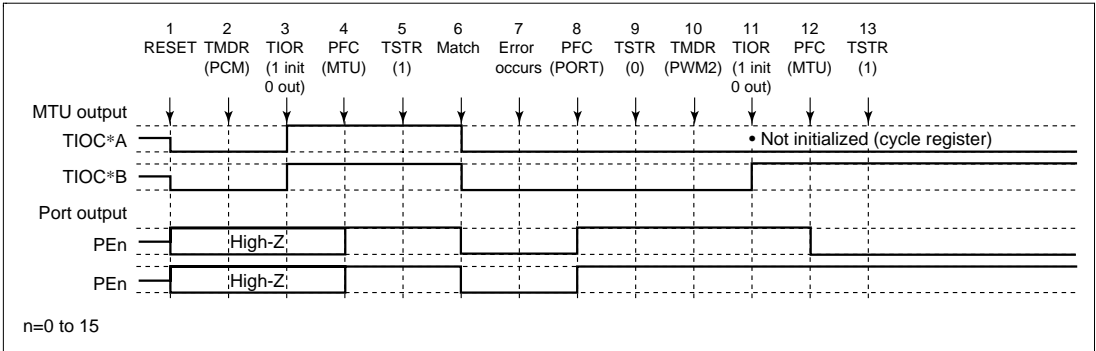 1 2 3 4 5 6 7 8 9 10 11 12 13
RESET TMDR TIOR PFC TSTR Match Error PFC TSTR TMDR TIOR PFC TSTR
(PCM) (1 init (MTU) (1) occurs (PORT) (0) (PWM2) (1 init (MTU) (1)
0 out) 0 out)
MTU output
TIOC*A
• Not initialized (cycle register)
TIOC*B
Port output
PEn
High-Z
PEn
High-Z
n=0 to 15